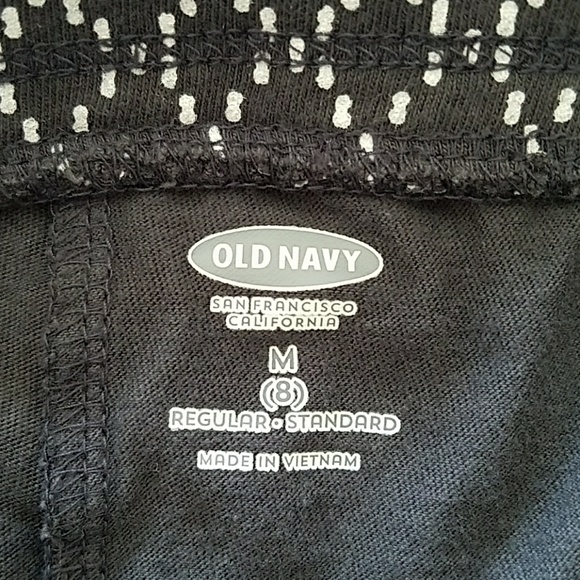 OLD NAVY
SAN FRANCISCO
CALIFORNIA
M
(8)
REGULAR • STANDARD
MADE IN VIETNAM